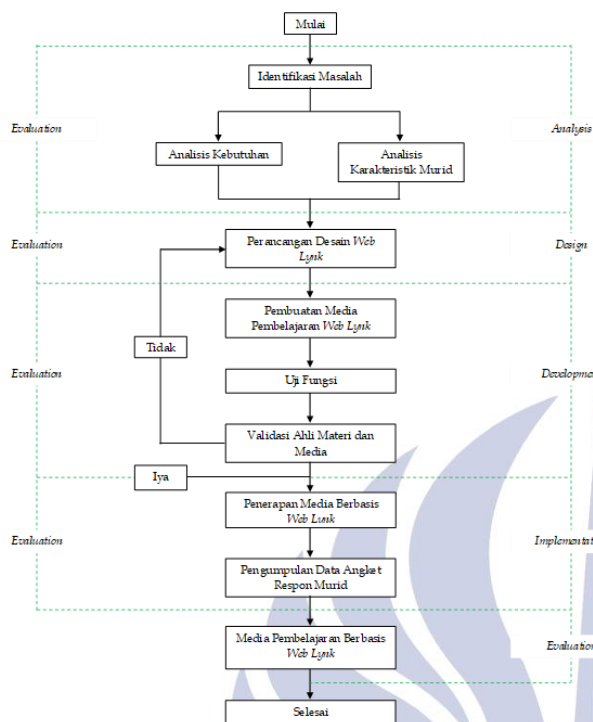 Mulai
Identifikasi Masalah
Evaluation
Analysis
Analisis Kebutuhan
Analisis
Karakteristik Murid
Evaluation
Perancangan Desain Web
Lynk
Design
Pembuatan Media
Pembelajaran Web Lynk
Tidak
Evaluation
Uji Fungsi
Developme
Validasi Ahli Materi dan
Media
Iya
Penerapan Media Berbasis
Web Lynk
Evaluation
Implementat
Pengumpulan Data Angket
Respon Murid
Media Pembelajaran Berbasis
Web Lynk
Evaluation
Selesai